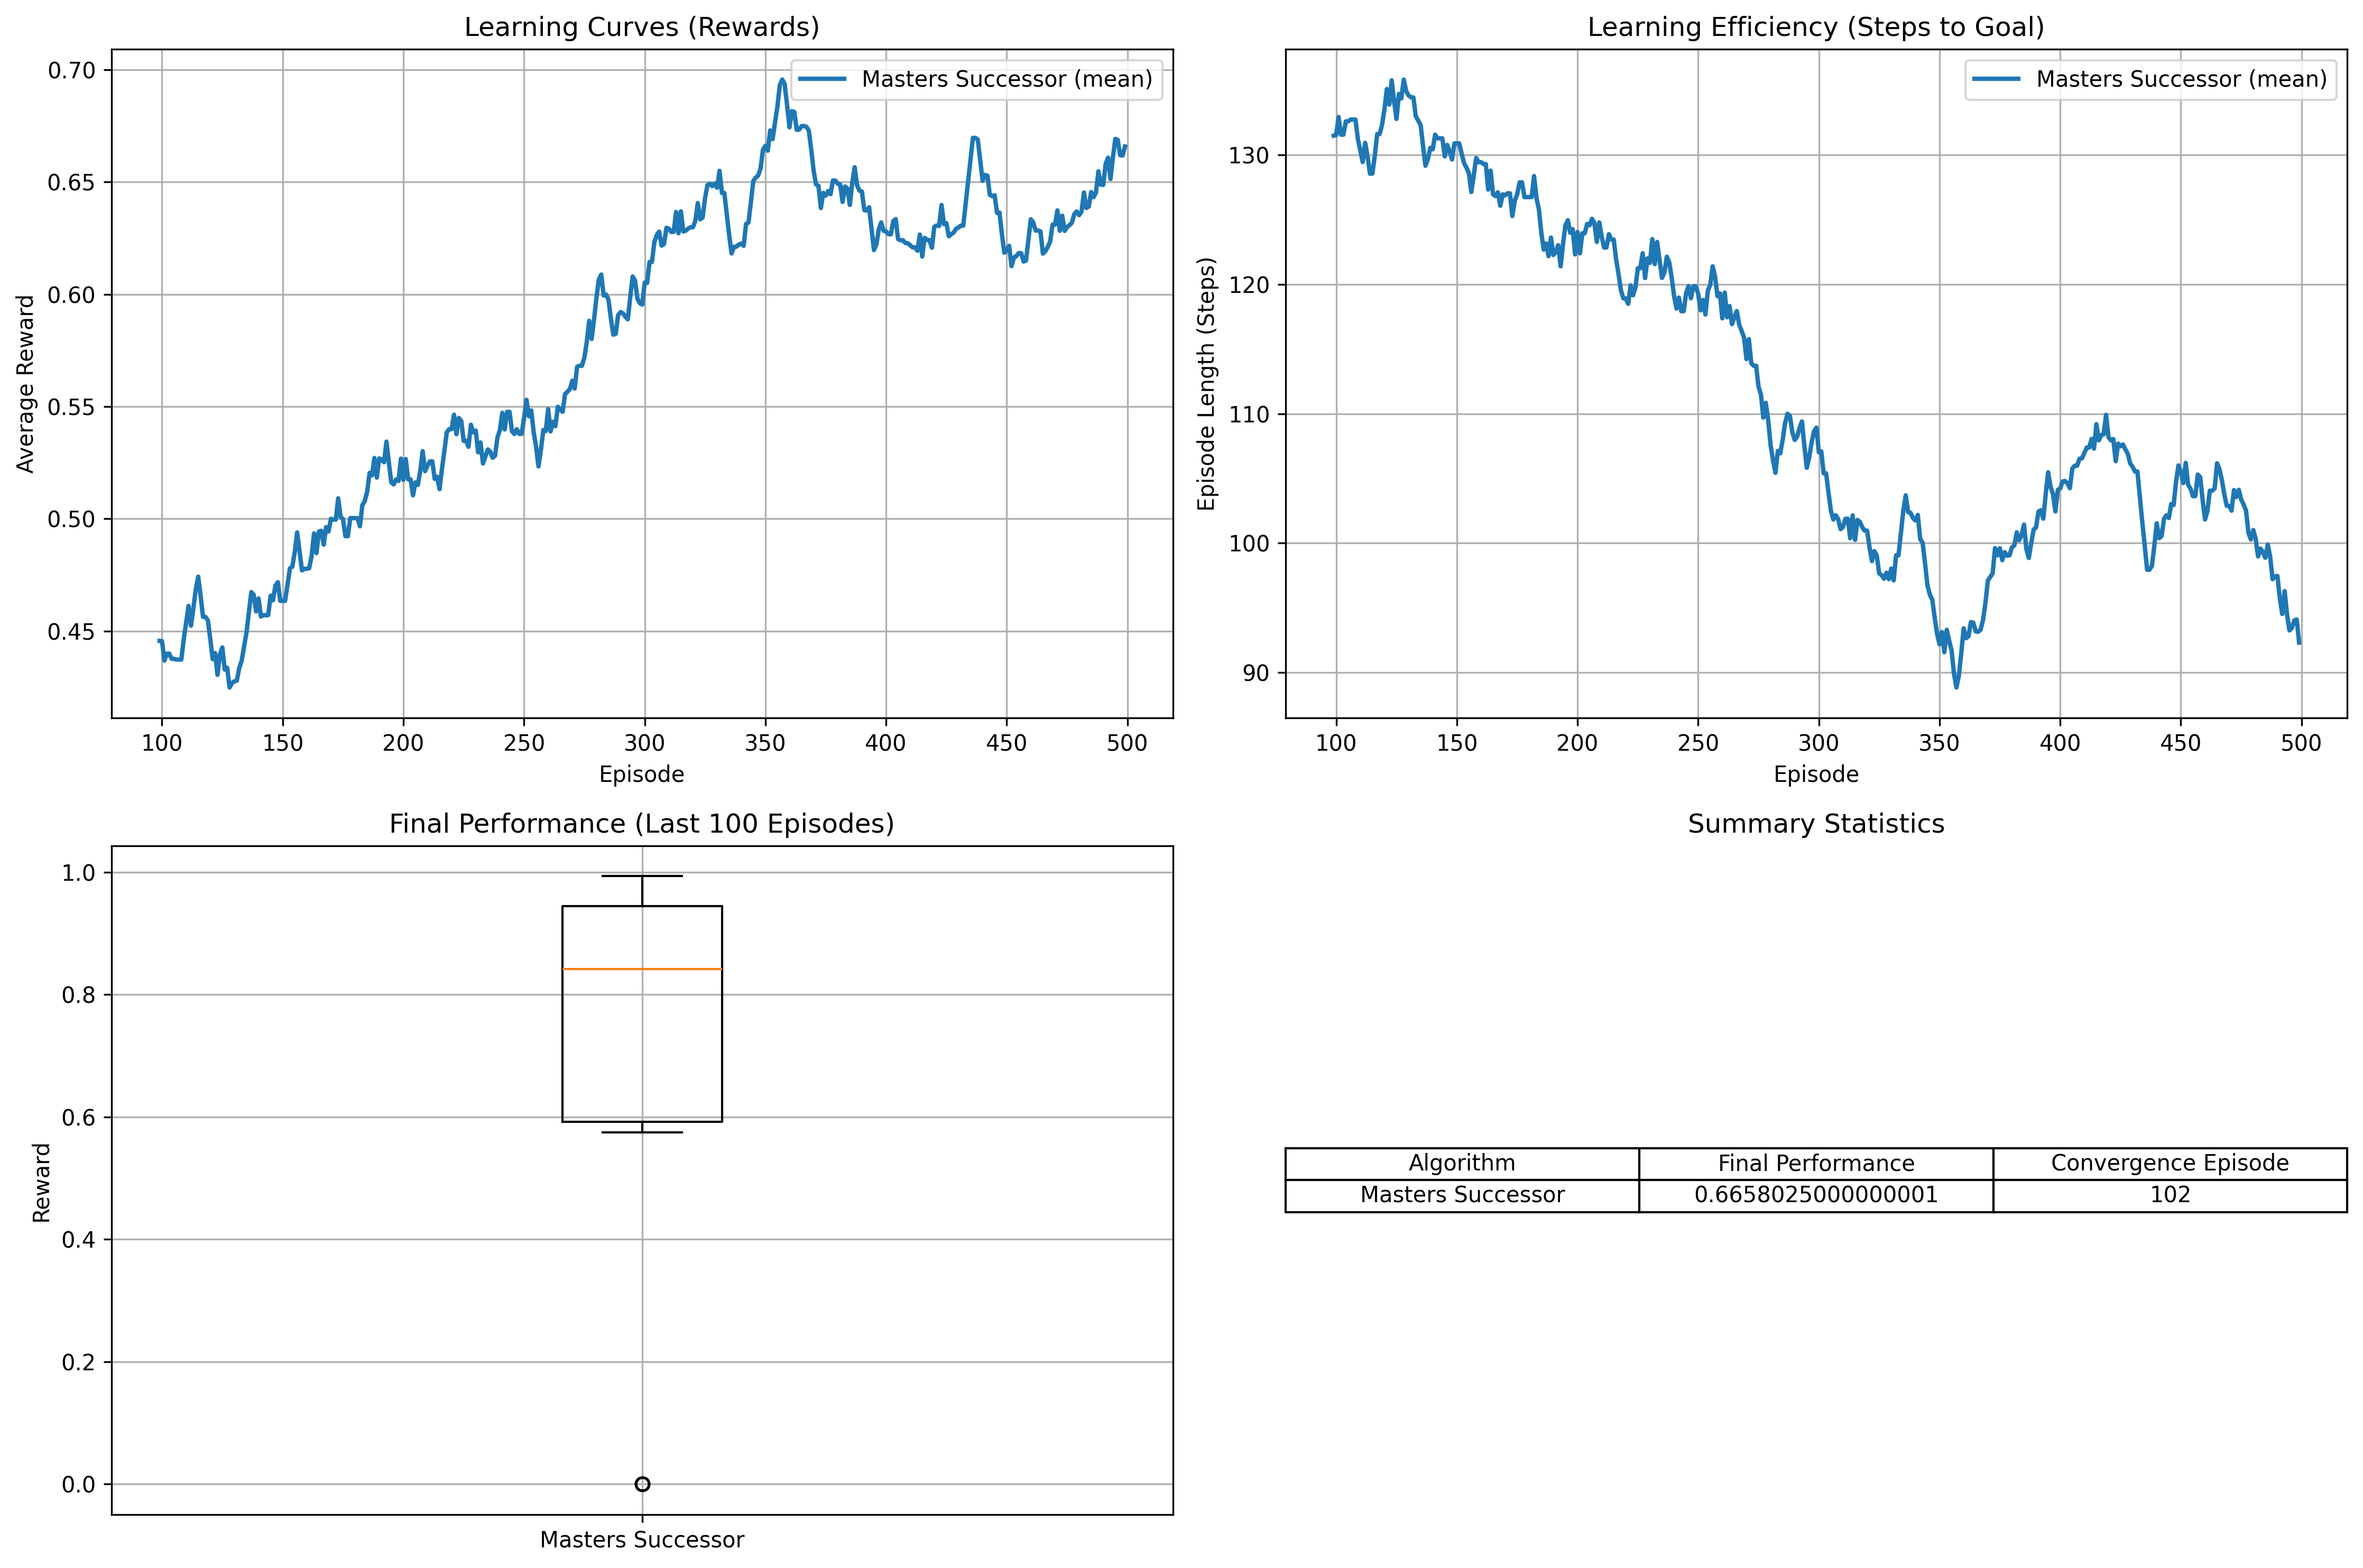 Learning Curves (Rewards)
Masters Successor (mean)
Average Reward
0.70
0.65
0.60
0.55
0.50
0.45
100 150 200 250 300 350 400 450 500
Episode
Learning Efficiency (Steps to Goal)
Masters Successor (mean)
Episode Length (Steps)
130
120
110
100
90
100 150 200 250 300 350 400 450 500
Episode
Final Performance (Last 100 Episodes)
Reward
1.0
0.8
0.6
0.4
0.2
0.0
Masters Successor
Summary Statistics
Algorithm Final Performance Convergence Episode
Masters Successor 0.6658025000000001 102